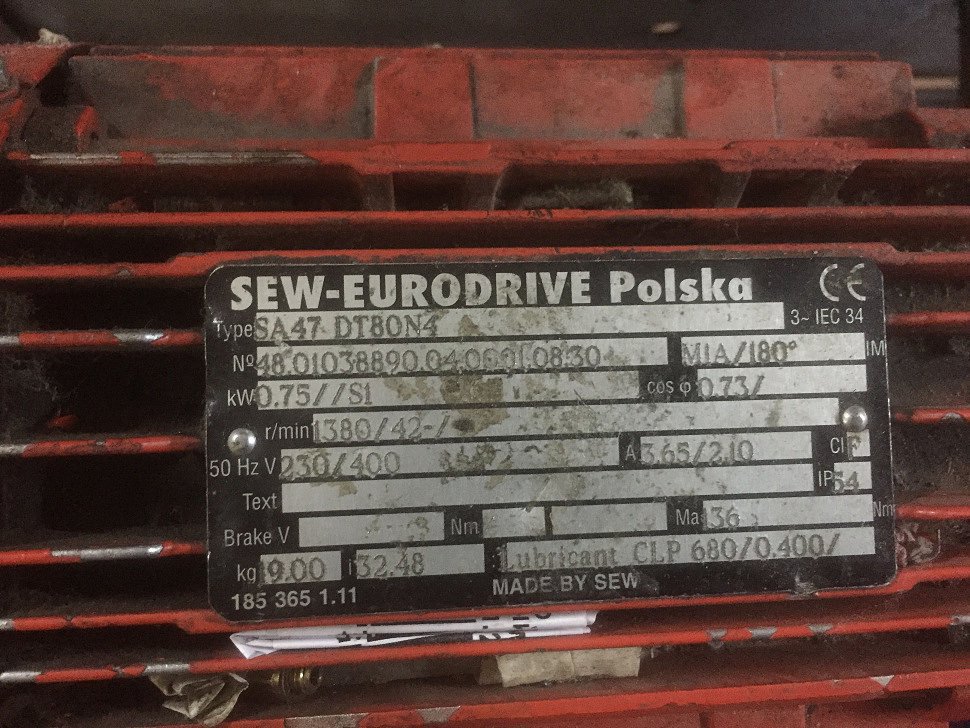 SEW-EURODRIVE Polska CE
Type SA47 DT80N4 3~ IEC 34
Nº 48.01038890.04.0001.08.30 M1A/180° IM
kW 0.75//S1 cos φ 0.73/
r/min 1380/42-/
50 Hz V 230/400 A 3.65/2.10 Cl F
Text IP 54
Brake V Nm Ma 136 Nm
kg 19.00 i 32.48 Lubricant CLP 680/0.400/
185 365 1.11 MADE BY SEW